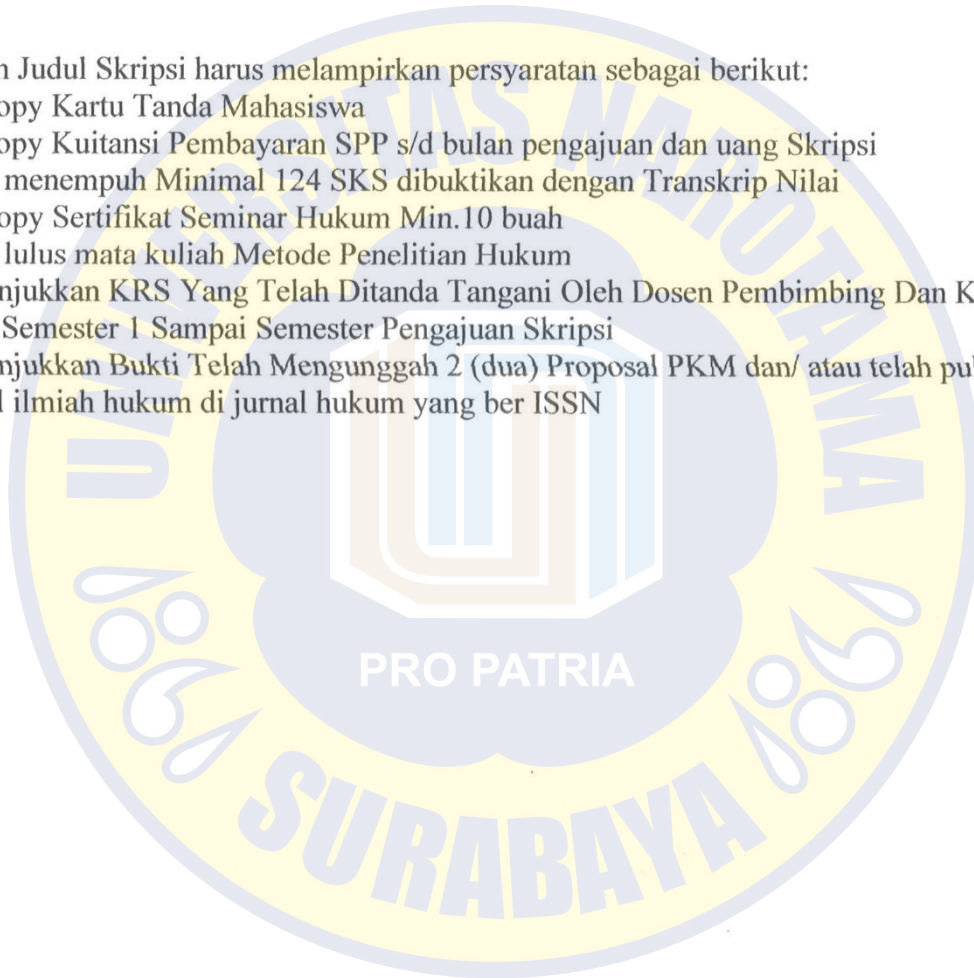 n Judul Skripsi harus melampirkan persyaratan sebagai berikut:
opy Kartu Tanda Mahasiswa
opy Kuitansi Pembayaran SPP s/d bulan pengajuan dan uang Skripsi
menempuh Minimal 124 SKS dibuktikan dengan Transkrip Nilai
opy Sertifikat Seminar Hukum Min.10 buah
lulus mata kuliah Metode Penelitian Hukum
njukkan KRS Yang Telah Ditanda Tangani Oleh Dosen Pembimbing Dan K
Semester 1 Sampai Semester Pengajuan Skripsi
njukkan Bukti Telah Mengunggah 2 (dua) Proposal PKM dan/ atau telah pu
l ilmiah hukum di jurnal hukum yang ber ISSN
UNIVERSITAS NAROTAMA
PRO PATRIA
1981
1981
SURABAYA